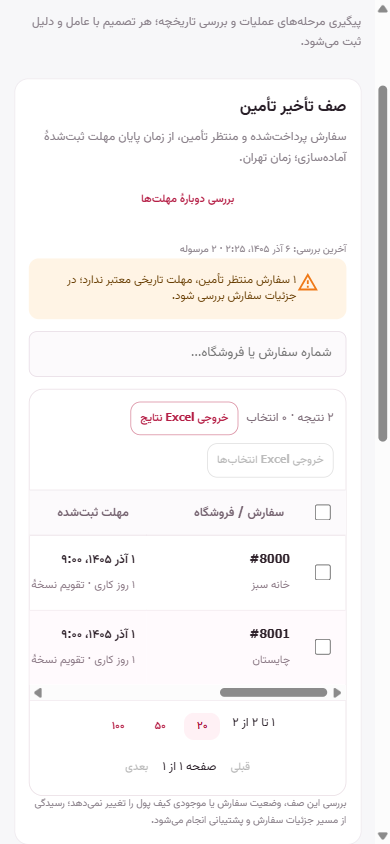 پیگیری مرحله‌های عملیات و بررسی تاریخچه؛ هر تصمیم با عامل و دلیل
ثبت می‌شود.
صف تأخیر تأمین
سفارش پرداخت‌شده و منتظر تأمین، از زمان پایان مهلت ثبت‌شدهٔ
آماده‌سازی؛ زمان تهران.
بررسی دوبارهٔ مهلت‌ها
آخرین بررسی: ۶ آذر ۱۴۰۵، ۲:۲۵ · ۲ مرسوله
۱ سفارش منتظر تأمین، مهلت تاریخی معتبر ندارد؛ در
جزئیات سفارش بررسی شود.
شماره سفارش یا فروشگاه...
۲ نتیجه · ۰ انتخاب
خروجی Excel نتایج
خروجی Excel انتخاب‌ها
سفارش / فروشگاه
مهلت ثبت‌شده
#8000
۱ آذر ۱۴۰۵، ۹:۰۰
خانه سبز
۱ روز کاری · تقویم نسخهٔ
#8001
۱ آذر ۱۴۰۵، ۹:۰۰
چایستان
۱ روز کاری · تقویم نسخهٔ
۱ تا ۲ از ۲
۲۰
۵۰
۱۰۰
قبلی
صفحه ۱ از ۱
بعدی
بررسی این صف، وضعیت سفارش یا موجودی کیف پول را تغییر نمی‌دهد؛ رسیدگی
از مسیر جزئیات سفارش و پشتیبانی انجام می‌شود.